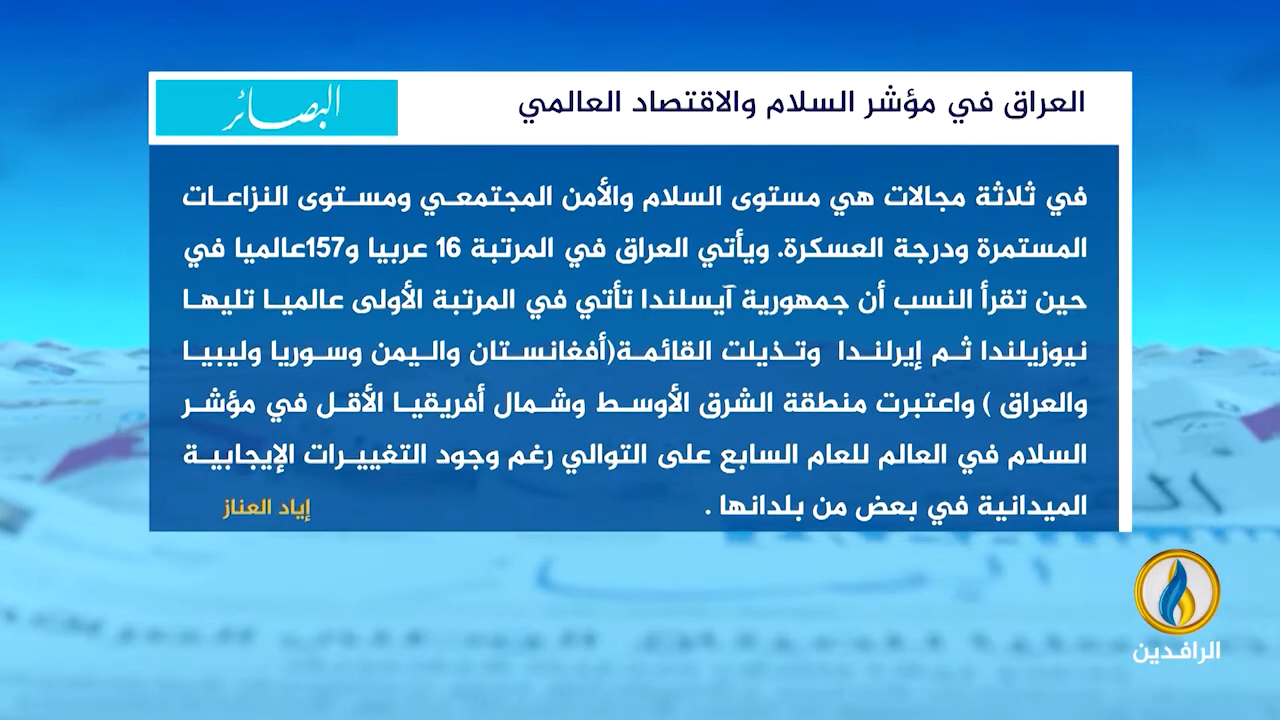 العراق في مؤشر السلام والاقتصاد العالمي
البصائر
في ثلاثة مجالات هي مستوى السلام والأمن المجتمعي ومستوى النزاعات
المستمرة ودرجة العسكرة. ويأتي العراق في المرتبة 16 عربيا و157عالميا في
حين تقرأ النسب أن جمهورية آيسلندا تأتي في المرتبة الأولى عالميا تليها
نيوزيلندا ثم إيرلندا وتذيلت القائمة(أفغانستان واليمن وسوريا وليبيا
والعراق ) واعتبرت منطقة الشرق الأوسط وشمال أفريقيا الأقل في مؤشر
السلام في العالم للعام السابع على التوالي رغم وجود التغييرات الإيجابية
الميدانية في بعض من بلدانها .
إياد العناز
الرافدين